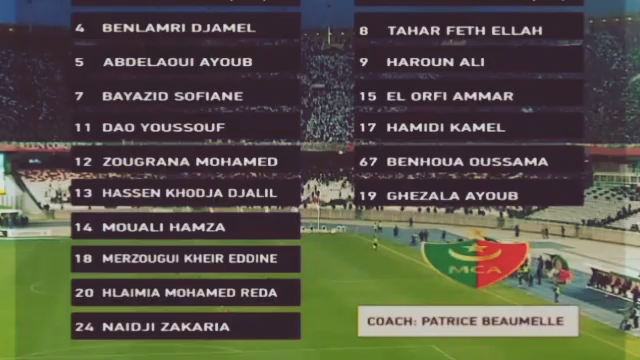 4 BENLAMRI DJAMEL
5 ABDELAOUI AYOUB
7 BAYAZID SOFIANE
11 DAO YOUSSOUF
12 ZOUGRANA MOHAMED
13 HASSEN KHODJA DJALIL
14 MOUALI HAMZA
18 MERZOUGUI KHEIR EDDINE
20 HLAIMIA MOHAMED REDA
24 NAIDJI ZAKARIA
8 TAHAR FETH ELLAH
9 HAROUN ALI
15 EL ORFI AMMAR
17 HAMIDI KAMEL
67 BENHOUA OUSSAMA
19 GHEZALA AYOUB
MCA
COACH: PATRICE BEAUMELLE